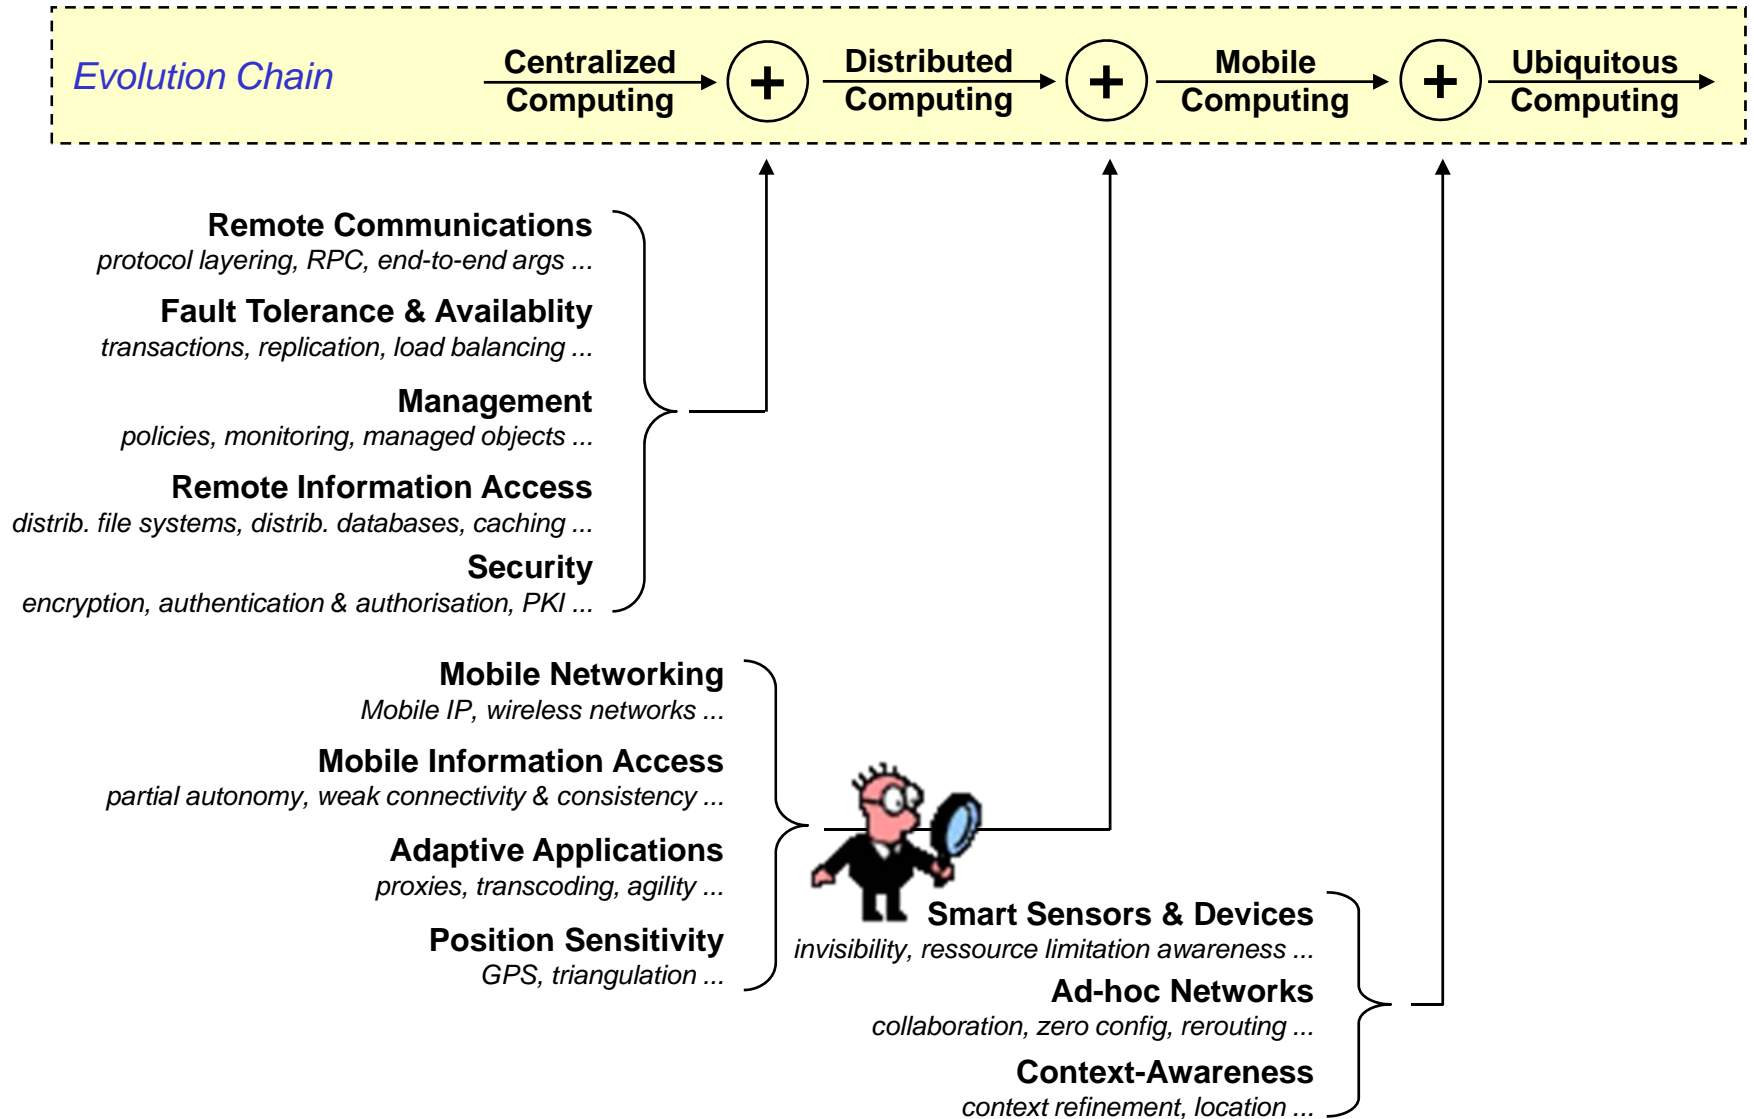 Evolution Chain
Centralized
Computing
+
Distributed
Computing
+
Mobile
Computing
+
Ubiquitous
Computing
Remote Communications
protocol layering, RPC, end-to-end args ...
Fault Tolerance & Availablity
transactions, replication, load balancing ...
Management
policies, monitoring, managed objects ...
Remote Information Access
distrib. file systems, distrib. databases, caching ...
Security
encryption, authentication & authorisation, PKI ...
Mobile Networking
Mobile IP, wireless networks ...
Mobile Information Access
partial autonomy, weak connectivity & consistency ...
Adaptive Applications
proxies, transcoding, agility ...
Position Sensitivity
GPS, triangulation ...
Smart Sensors & Devices
invisibility, ressource limitation awareness ...
Ad-hoc Networks
collaboration, zero config, rerouting ...
Context-Awareness
context refinement, location ...